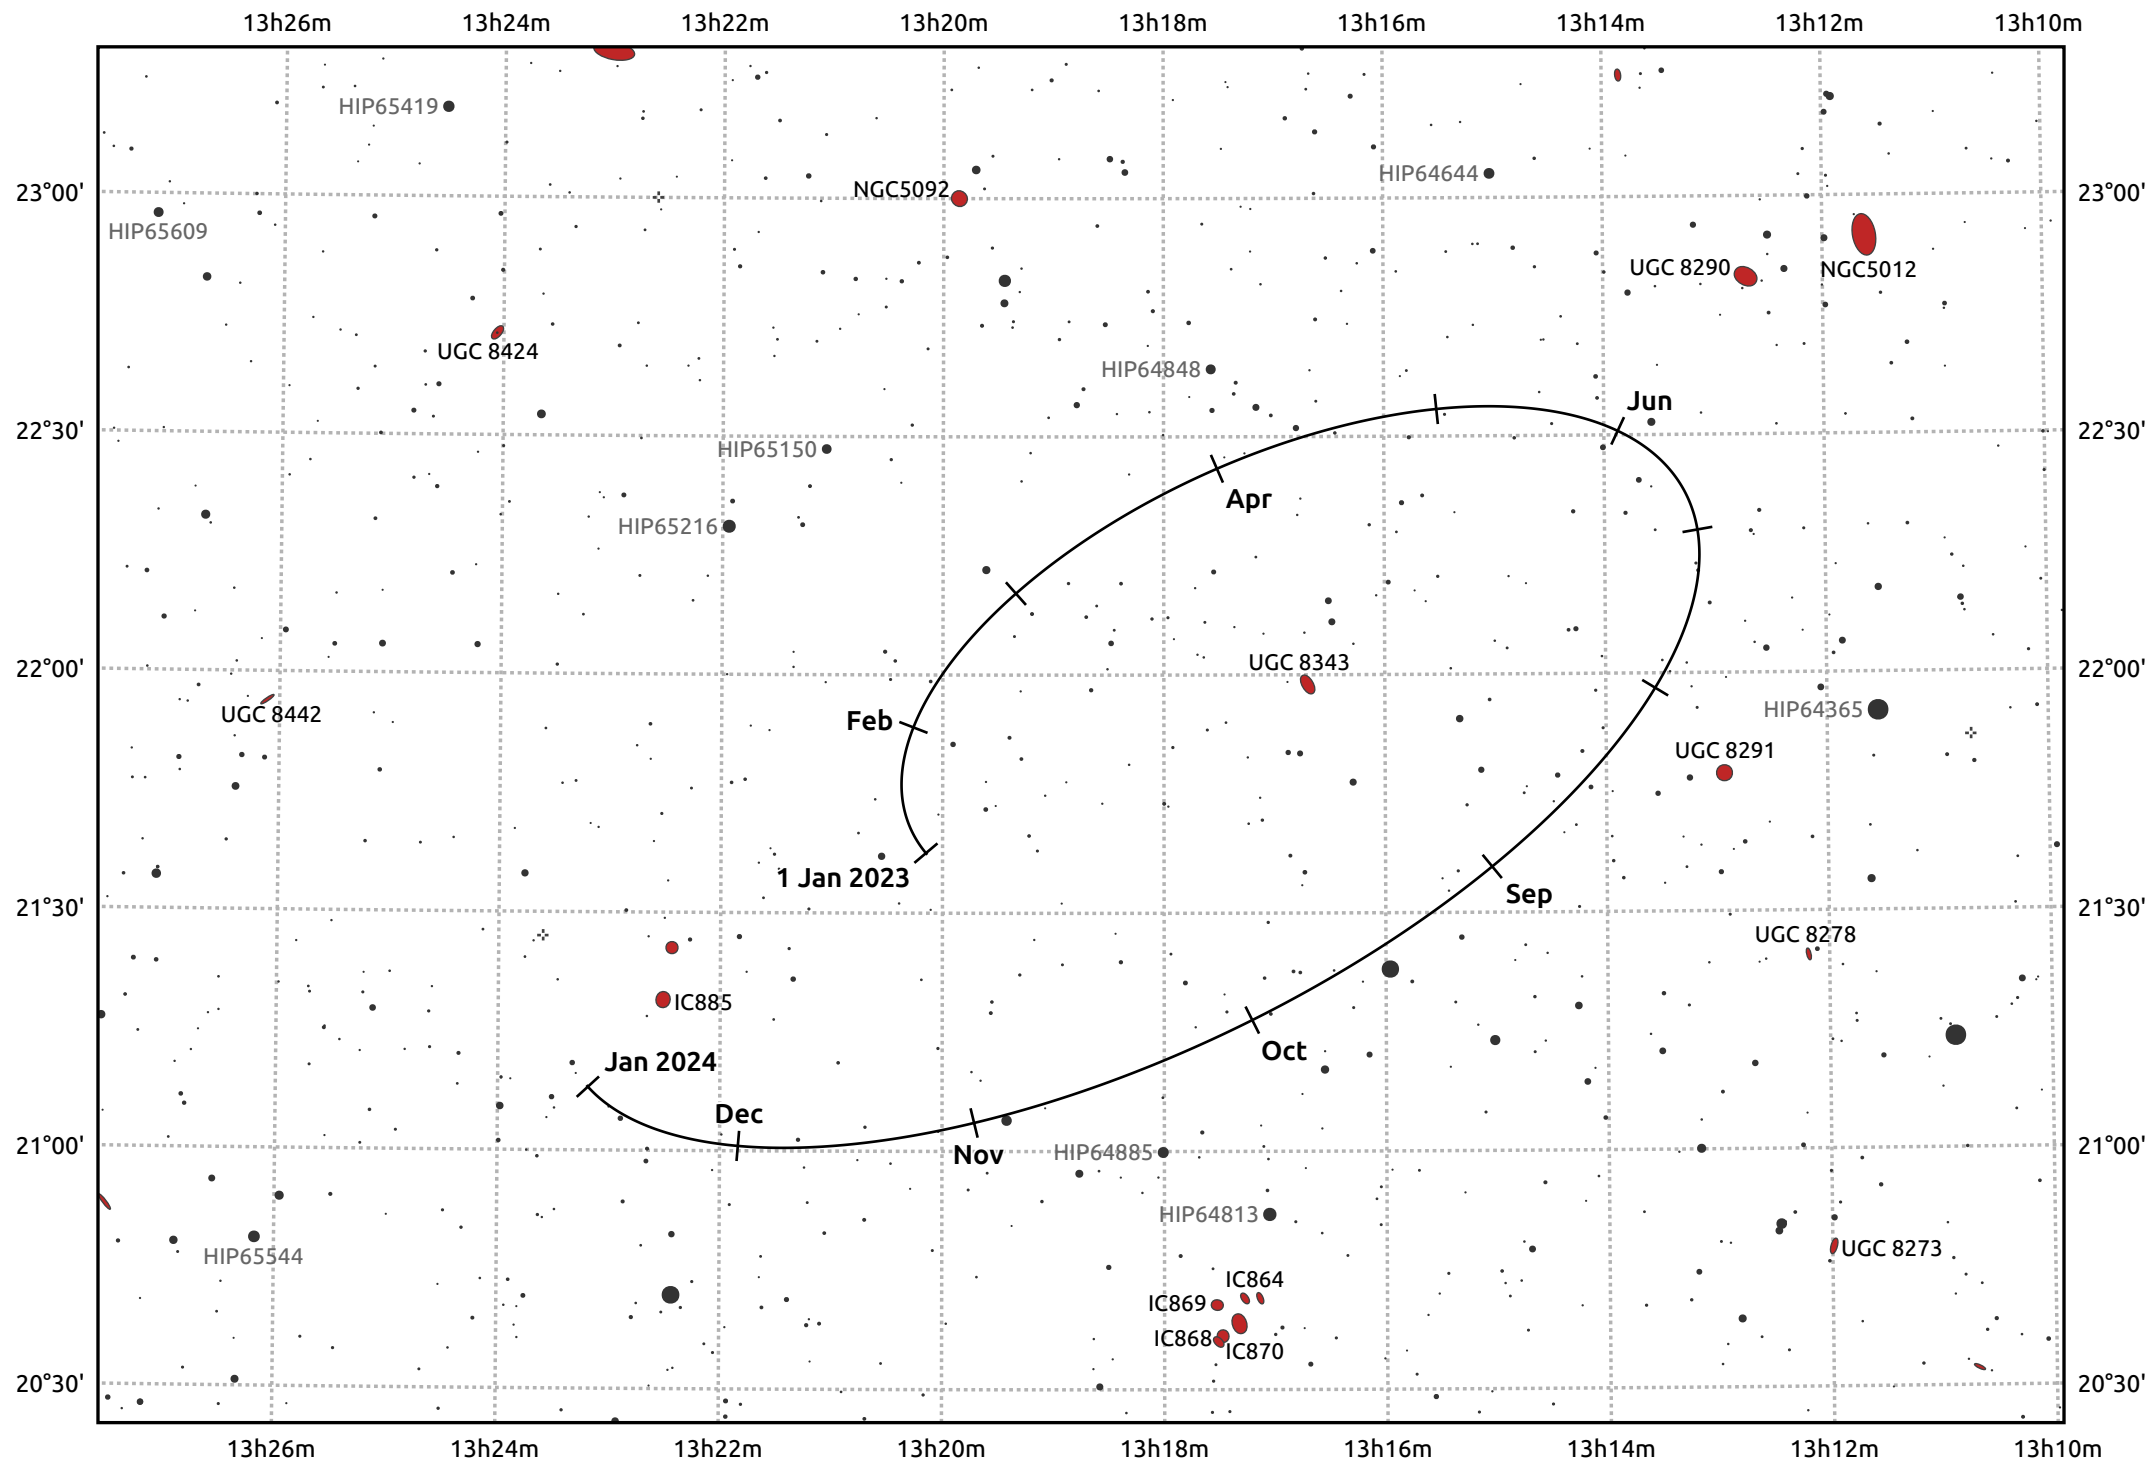 13h26m 13h24m 13h22m 13h20m 13h18m 13h16m 13h14m 13h12m 13h10m
HIP65419
HIP64644
NGC5092
23°00' 23°00'
HIP65609
UGC 8290 NGC5012
UGC 8424
HIP64848
Jun
22°30' 22°30'
HIP65150
Apr
HIP65216
UGC 8343
22°00' 22°00'
UGC 8442
Feb
HIP64365
UGC 8291
1 Jan 2023
Sep
21°30' 21°30'
UGC 8278
IC885
Oct
Jan 2024
Dec
21°00' 21°00'
Nov
HIP64885
HIP64813
HIP65544
UGC 8273
IC864
IC869
IC868
IC870
20°30' 20°30'
13h26m 13h24m 13h22m 13h20m 13h18m 13h16m 13h14m 13h12m 13h10m